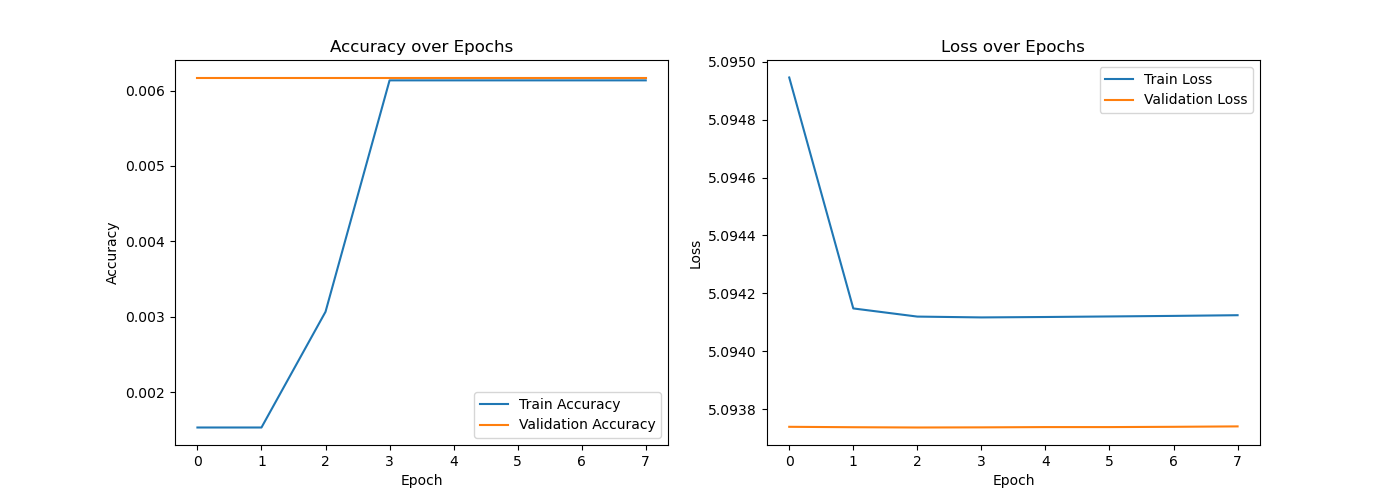 Accuracy over Epochs
0.006
0.005
0.004
0.003
0.002
Accuracy
Train Accuracy
Validation Accuracy
0 1 2 3 4 5 6 7
Epoch
Loss over Epochs
5.0950
5.0948
5.0946
5.0944
5.0942
5.0940
5.0938
Loss
Train Loss
Validation Loss
0 1 2 3 4 5 6 7
Epoch